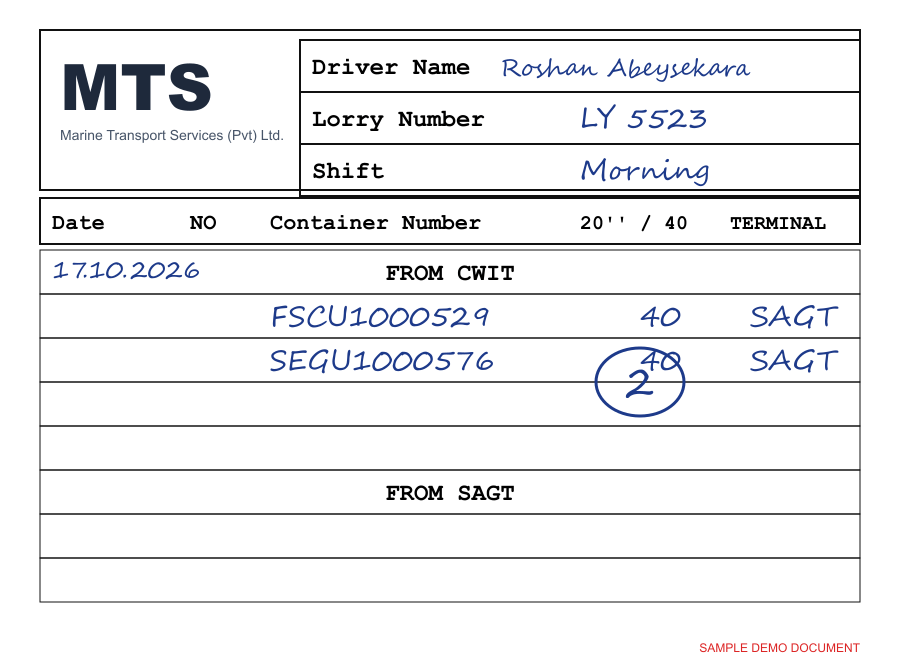 MTS
Marine Transport Services (Pvt) Ltd.
Driver Name Roshan Abeysekara
Lorry Number LY 5523
Shift Morning
Date NO Container Number 20'' / 40 TERMINAL
17.10.2026 FROM CWIT
FSCU1000529 40 SAGT
SEGU1000576 40 SAGT
2
FROM SAGT
SAMPLE DEMO DOCUMENT